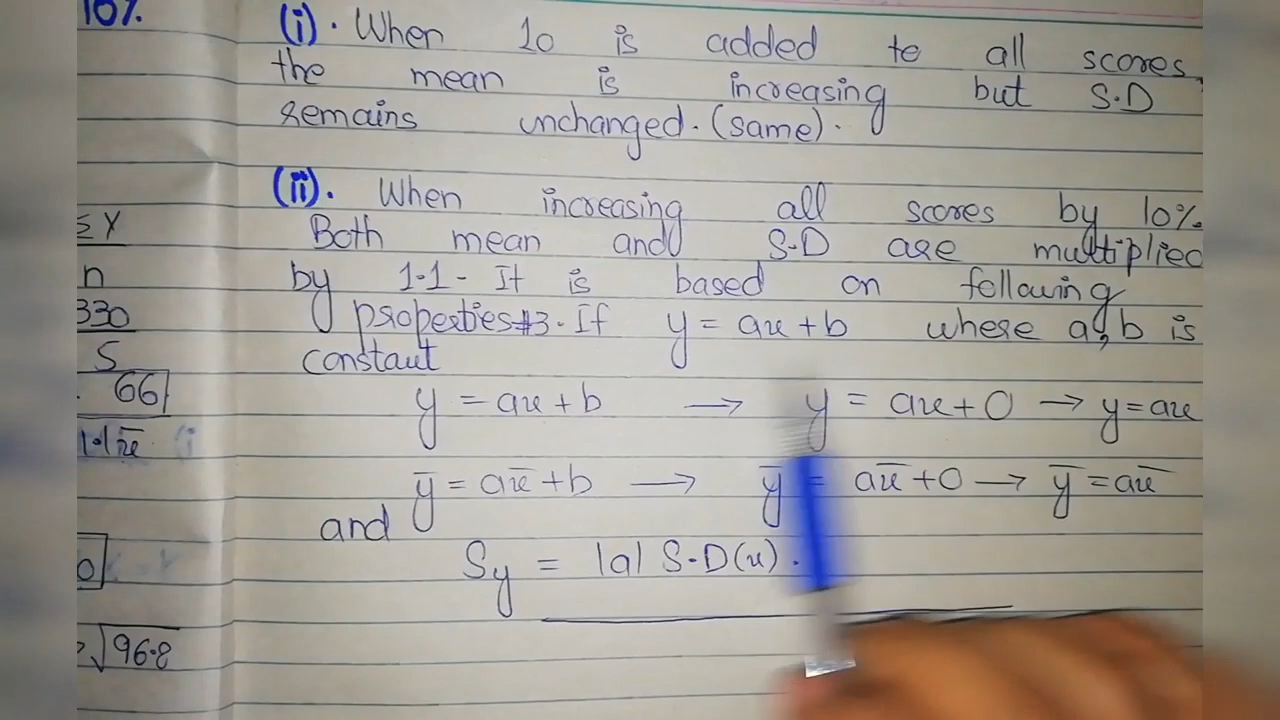 10%
(i). When 10 is added to all scores,
the mean is increasing but S.D
remains unchanged. (same).
(ii). When increasing all scores by 10%.
Both mean and S.D are multiplied
by 1.1 - It is based on following
properties #3. If y = ax + b where a, b is
constant
y = ax + b → y = ax + 0 → y = ax
ȳ = ax̄ + b → ȳ = ax̄ + 0 → ȳ = ax̄
and
Sy = |a| S.D(x).
ΣY
n
330
5
66
1.1x̄
0
√96.8